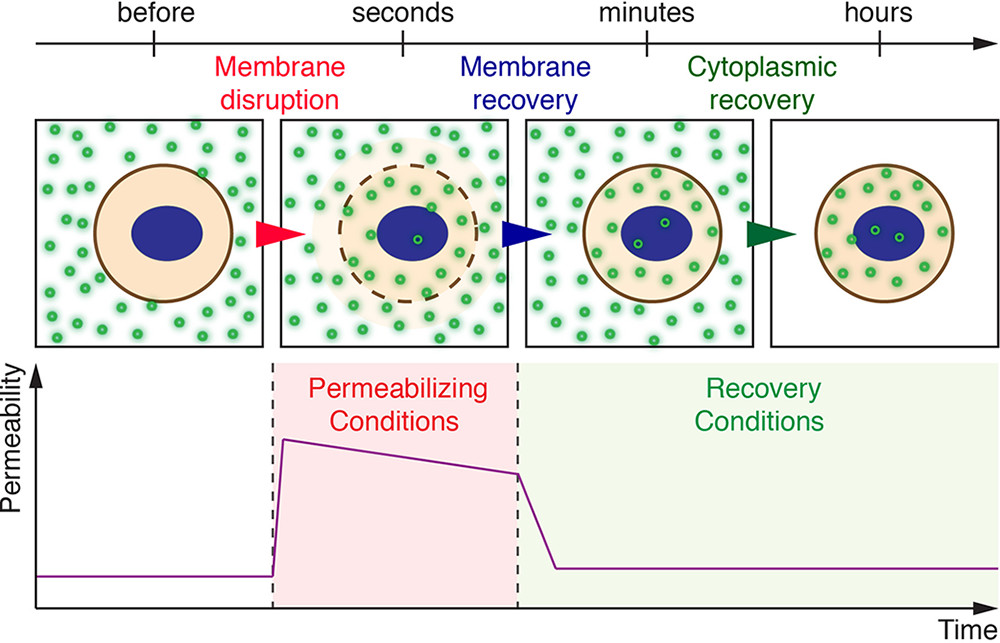 before
seconds
minutes
hours
Membrane
disruption
Membrane
recovery
Cytoplasmic
recovery
Permeability
Permeabilizing
Conditions
Recovery
Conditions
Time